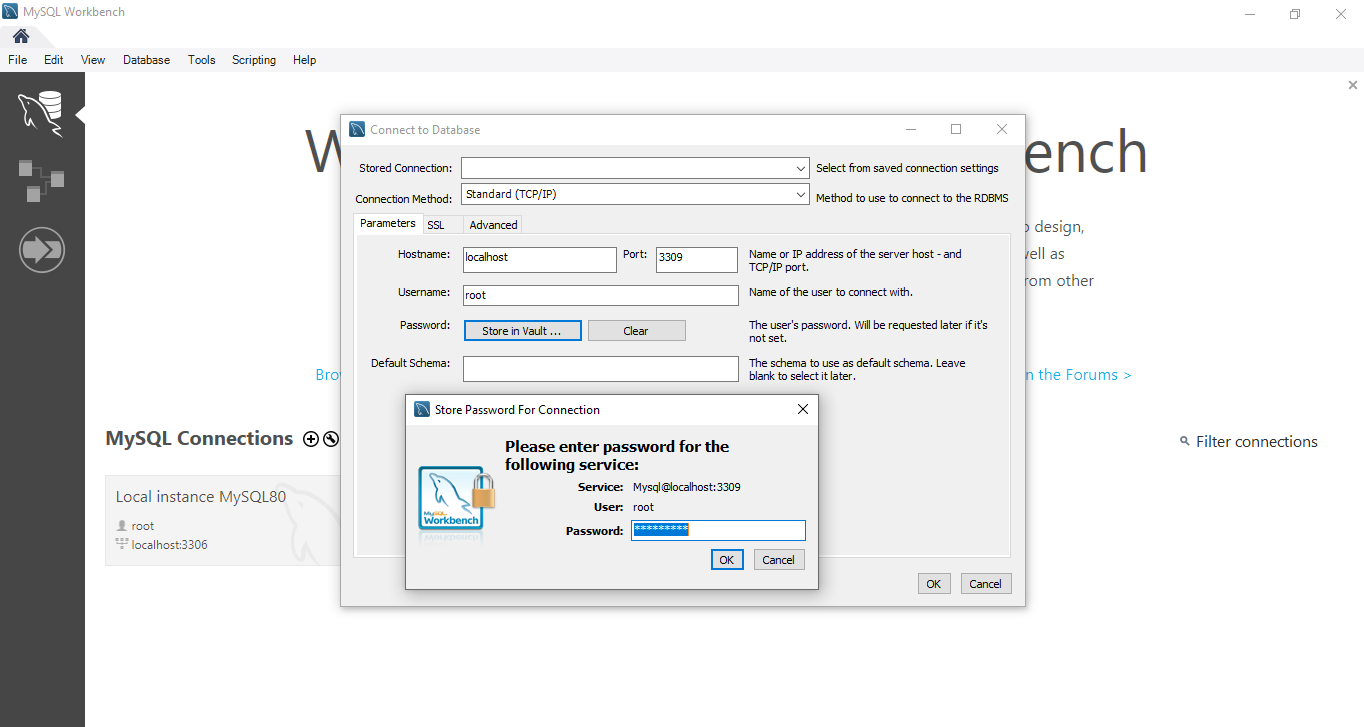 MySQL Workbench
File Edit View Database Tools Scripting Help
Connect to Database
W
ench
Stored Connection: Select from saved connection settings
Connection Method: Standard (TCP/IP) Method to use to connect to the RDBMS
Parameters SSL Advanced
Hostname: localhost Port: 3309 Name or IP address of the server host - and
TCP/IP port.
design,
ell as
rom other
Username: root Name of the user to connect with.
Password: Store in Vault ... Clear The user's password. Will be requested later if it's
not set.
Default Schema: The schema to use as default schema. Leave
blank to select it later.
Bro
n the Forums >
Store Password For Connection
Please enter password for the
following service:
Service: Mysql@localhost:3309
User: root
Password: *********
MySQL
Workbench
OK Cancel
OK Cancel
MySQL Connections
Filter connections
Local instance MySQL80
root
localhost:3306